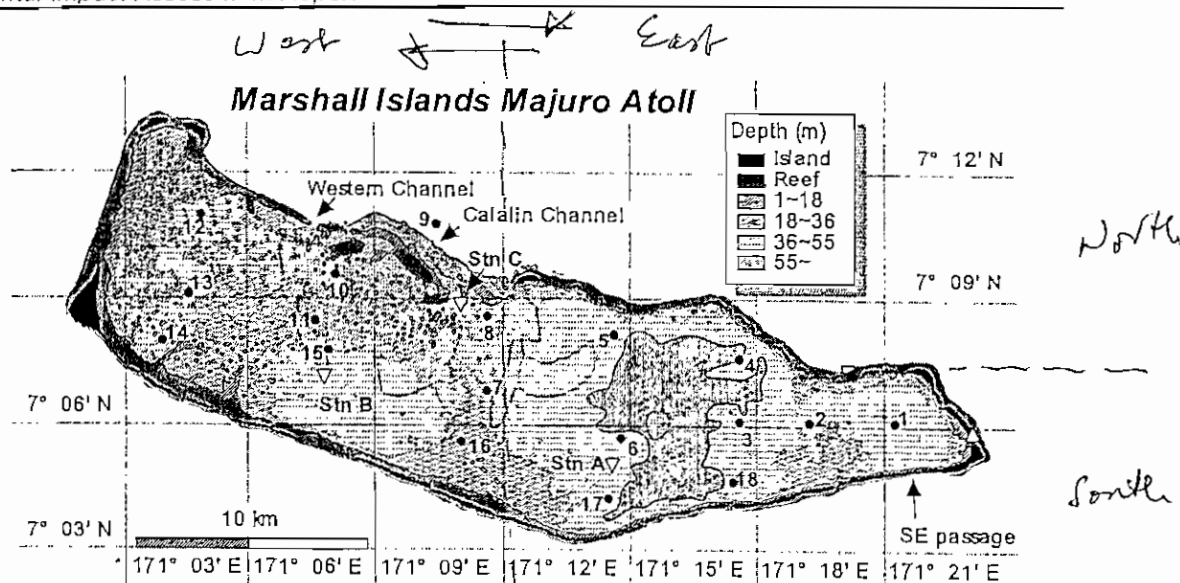 West East
Marshall Islands Majuro Atoll
Depth (m)
Island
Reef
1~18
18~36
36~55
55~
7° 12' N
North
Western Channel
9
Calalin Channel
12
Stn C
7° 09' N
13
10
11
8
5
14
15
4
Stn B
7
7° 06' N
3
2
1
16
6
Stn A
18
South
17
7° 03' N
10 km
SE passage
171° 03' E 171° 06' E 171° 09' E 171° 12' E 171° 15' E 171° 18' E 171° 21' E